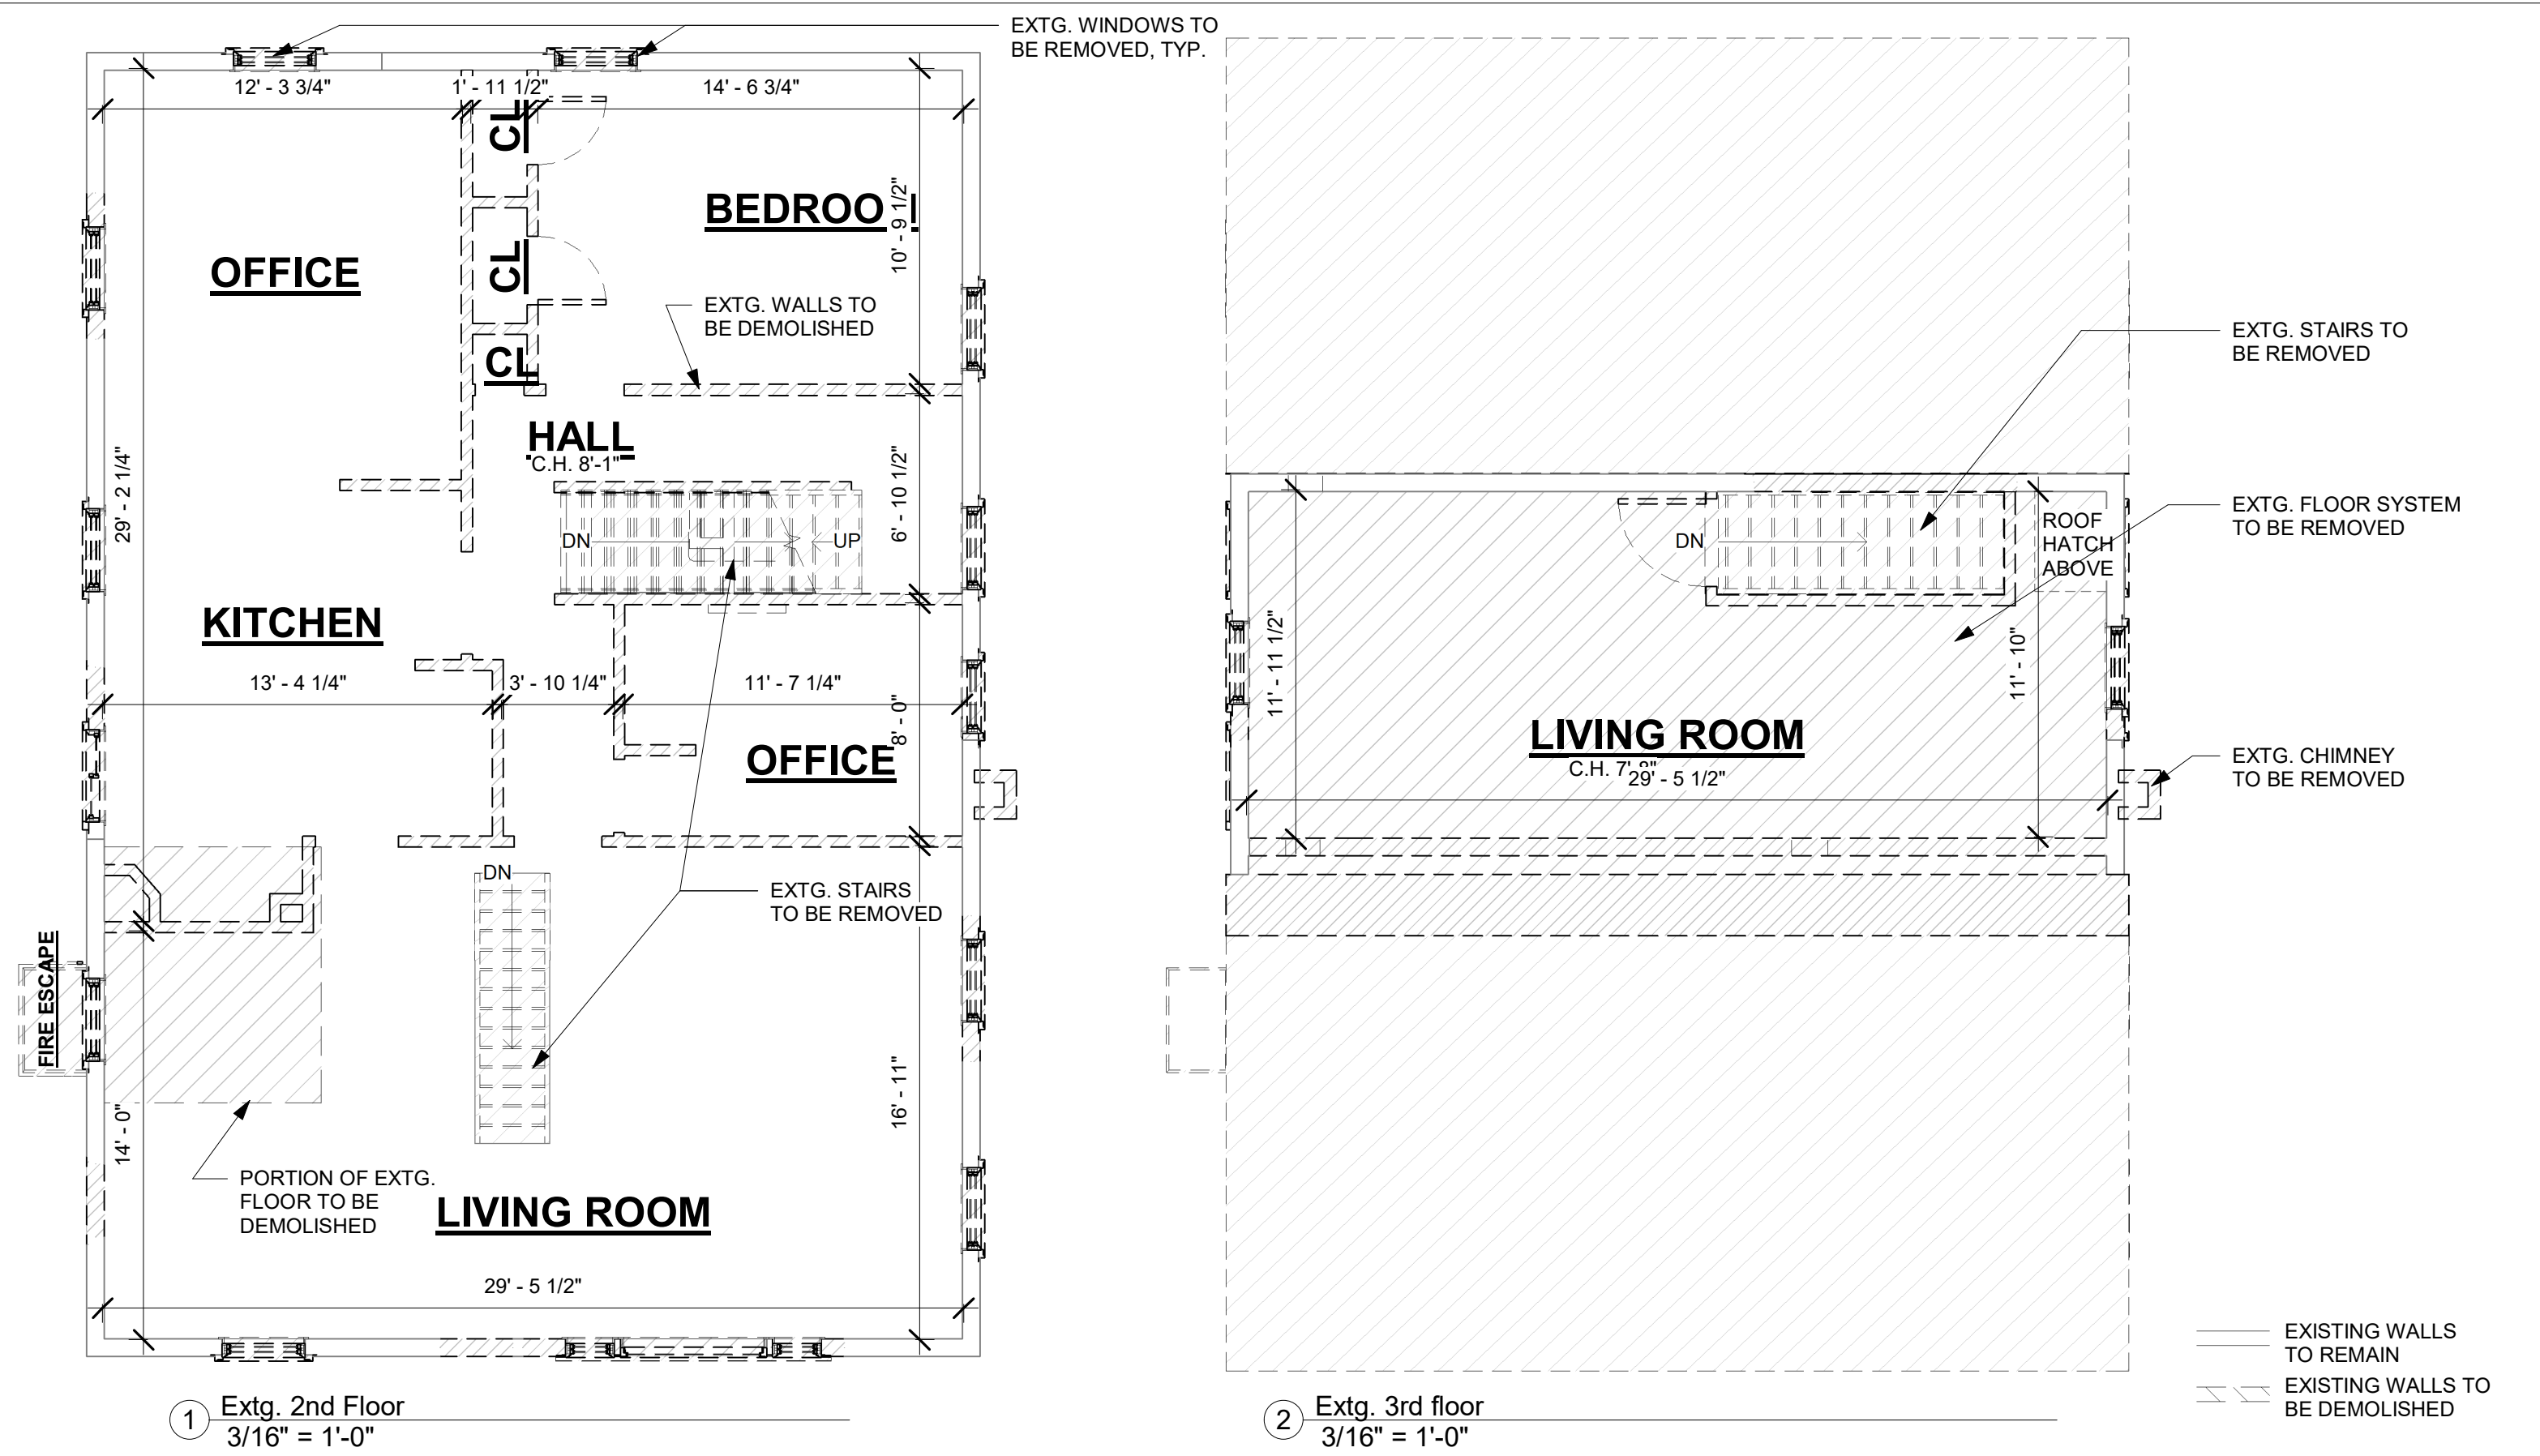 EXTG. WINDOWS TO
BE REMOVED, TYP.
12' - 3 3/4"
1' - 11 1/2"
14' - 6 3/4"
CL
BEDROO
10' - 9 1/2"
OFFICE
CL
EXTG. WALLS TO
BE DEMOLISHED
CL
HALL
C.H. 8'-1"
29' - 2 1/4"
6' - 10 1/2"
DN
UP
KITCHEN
13' - 4 1/4"
3' - 10 1/4"
11' - 7 1/4"
8' - 0"
OFFICE
DN
EXTG. STAIRS
TO BE REMOVED
FIRE ESCAPE
16' - 11"
14' - 0"
PORTION OF EXTG.
FLOOR TO BE
DEMOLISHED
LIVING ROOM
29' - 5 1/2"
1
Extg. 2nd Floor
3/16" = 1'-0"
EXTG. STAIRS TO
BE REMOVED
EXTG. FLOOR SYSTEM
TO BE REMOVED
ROOF
HATCH
ABOVE
DN
11' - 11 1/2"
11' - 10"
LIVING ROOM
C.H. 7'
29' - 5 1/2"
EXTG. CHIMNEY
TO BE REMOVED
2
Extg. 3rd floor
3/16" = 1'-0"
EXISTING WALLS
TO REMAIN
EXISTING WALLS TO
BE DEMOLISHED